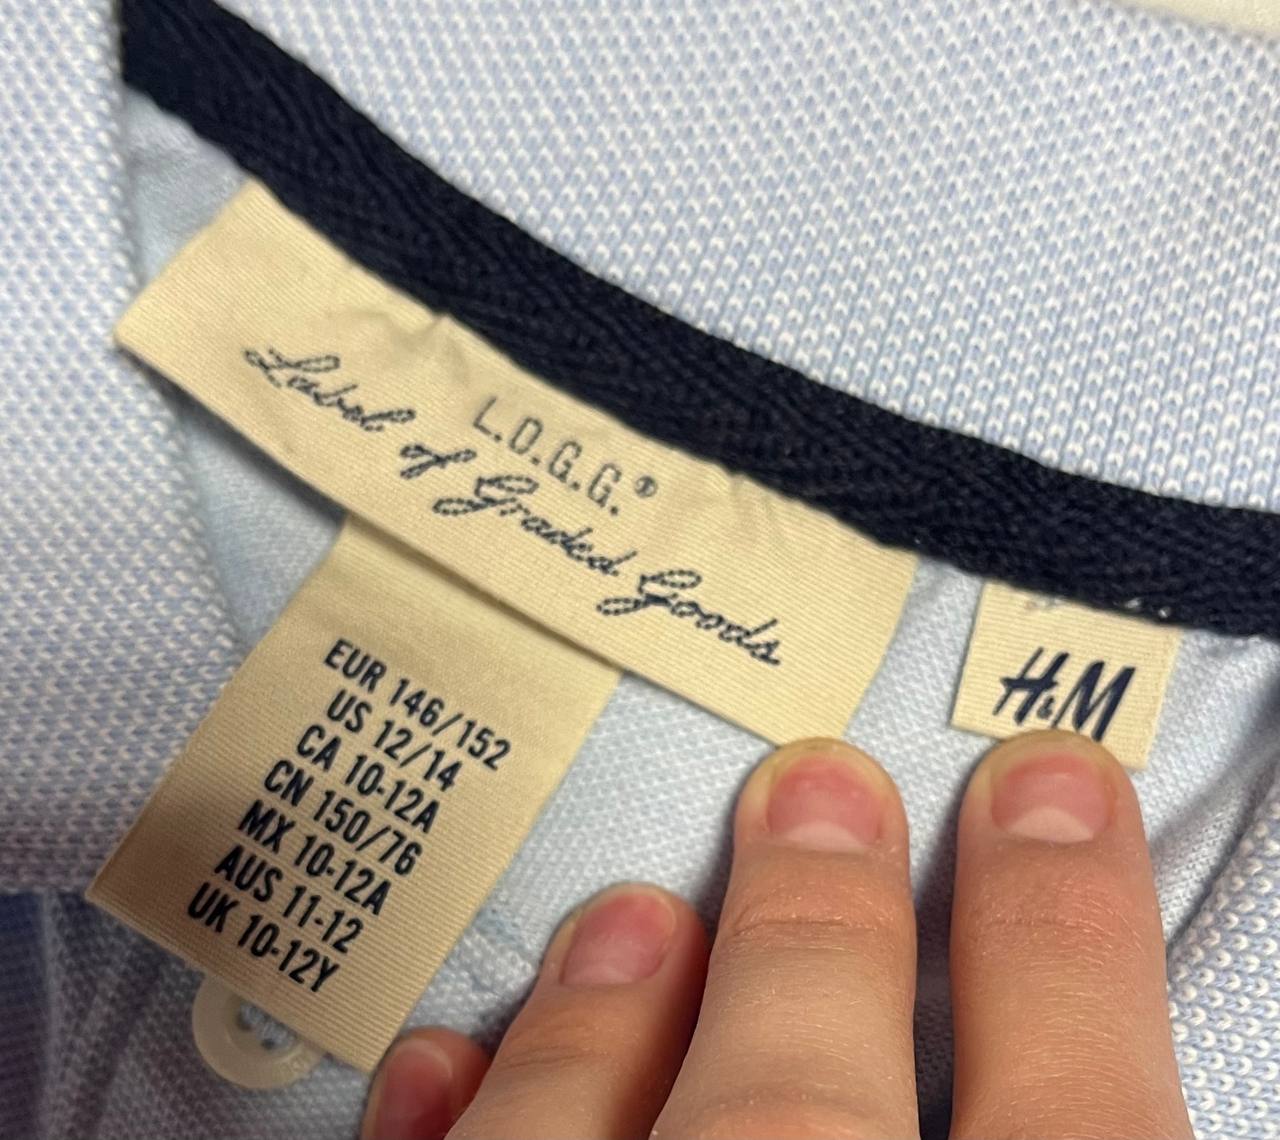 L.O.G.G.®
Label of Graded Goods
H&M
EUR 146/152
US 12/14
CA 10-12A
CN 150/76
MX 10-12A
AUS 11-12
UK 10-12Y